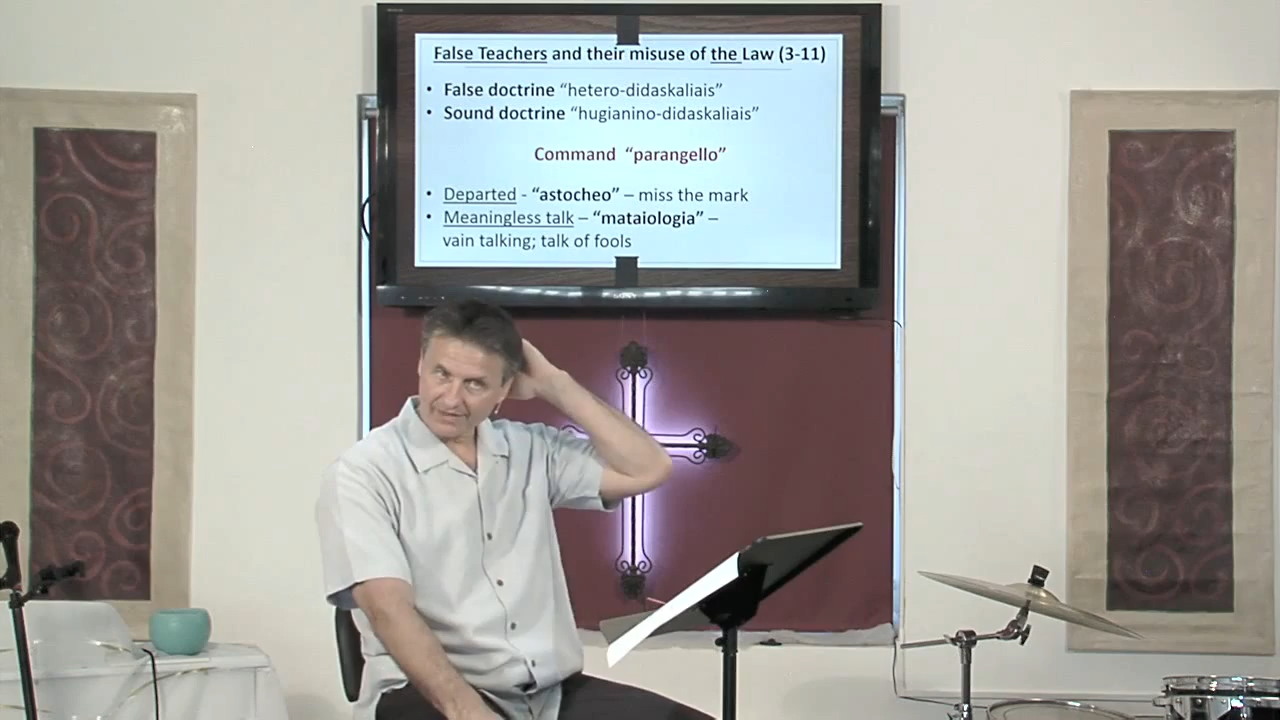 False Teachers and their misuse of the Law (3-11)
• False doctrine “hetero-didaskaliais”
• Sound doctrine “hugianino-didaskaliais”
Command “parangello”
• Departed - “astocheo” – miss the mark
• Meaningless talk – “mataiologia” –
vain talking; talk of fools